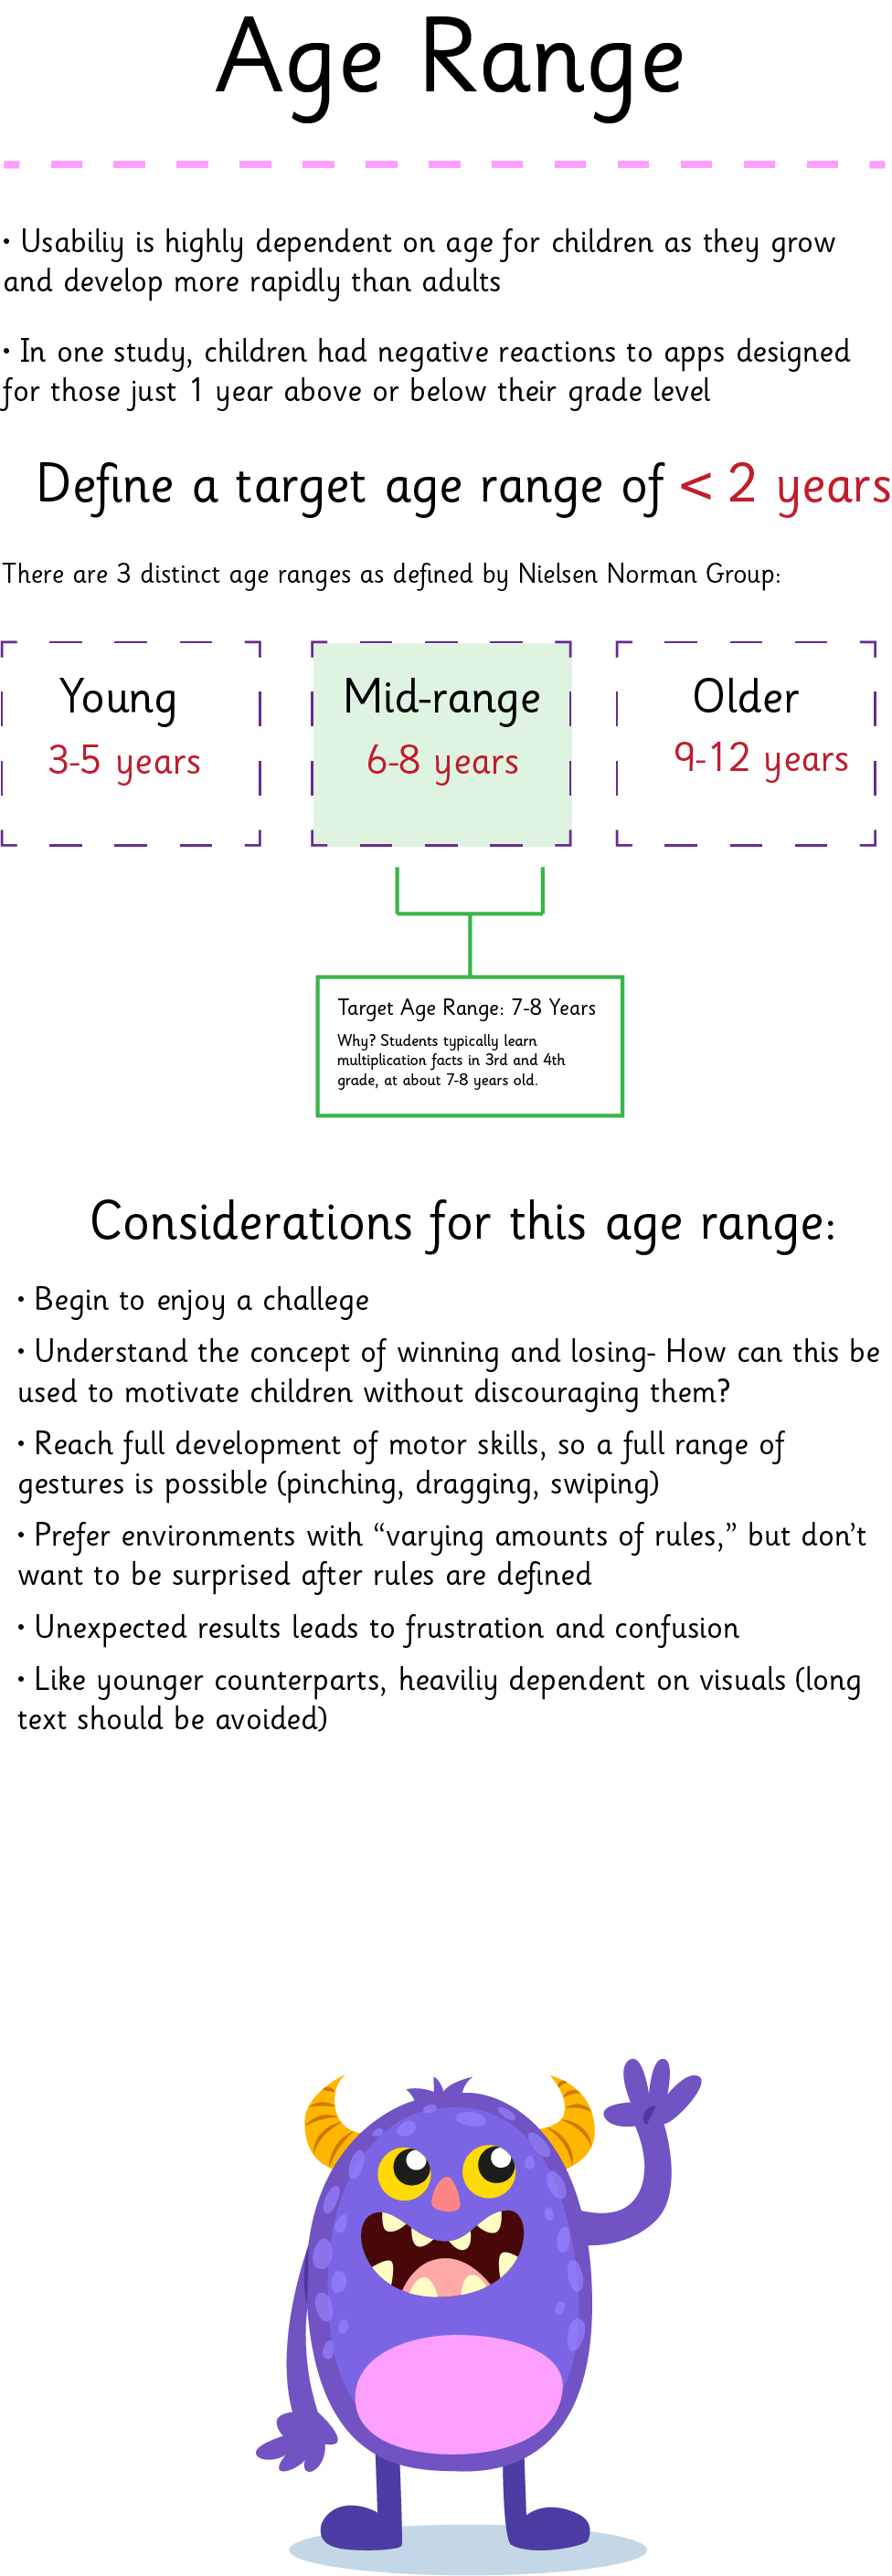 Age Range
• Usabiliy is highly dependent on age for children as they grow
and develop more rapidly than adults
• In one study, children had negative reactions to apps designed
for those just 1 year above or below their grade level
Define a target age range of < 2 years
There are 3 distinct age ranges as defined by Nielsen Norman Group:
Young
3-5 years
Mid-range
6-8 years
Older
9-12 years
Target Age Range: 7-8 Years
Why? Students typically learn
multiplication facts in 3rd and 4th
grade, at about 7-8 years old.
Considerations for this age range:
• Begin to enjoy a challege
• Understand the concept of winning and losing- How can this be
used to motivate children without discouraging them?
• Reach full development of motor skills, so a full range of
gestures is possible (pinching, dragging, swiping)
• Prefer environments with “varying amounts of rules,” but don’t
want to be surprised after rules are defined
• Unexpected results leads to frustration and confusion
• Like younger counterparts, heaviliy dependent on visuals (long
text should be avoided)